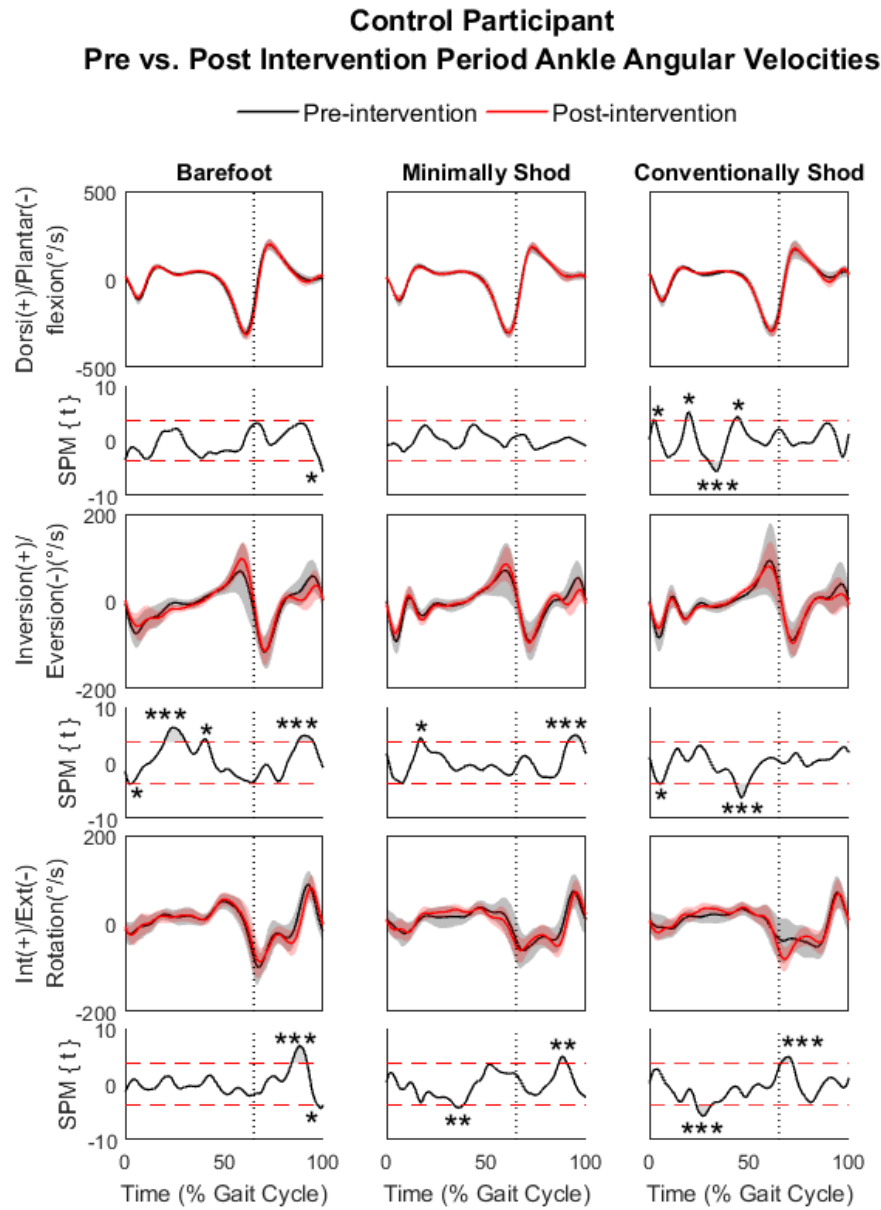 Control Participant
Pre vs. Post Intervention Period Ankle Angular Velocities
Pre-intervention Post-intervention
Barefoot Minimally Shod Conventionally Shod
Dorsi(+)/Plantar(-)
flexion(°/s)
500
0
-500
SPM { t }
10
0
-10
*
* * *
***
Inversion(+)/
Eversion(-)(°/s)
200
0
-200
SPM { t }
10
0
-10
*** * ***
*
* ***
*
***
Int(+)/Ext(-)
Rotation(°/s)
200
0
-200
SPM { t }
10
0
-10
***
*
**
**
***
***
0 50 100 0 50 100 0 50 100
Time (% Gait Cycle) Time (% Gait Cycle) Time (% Gait Cycle)